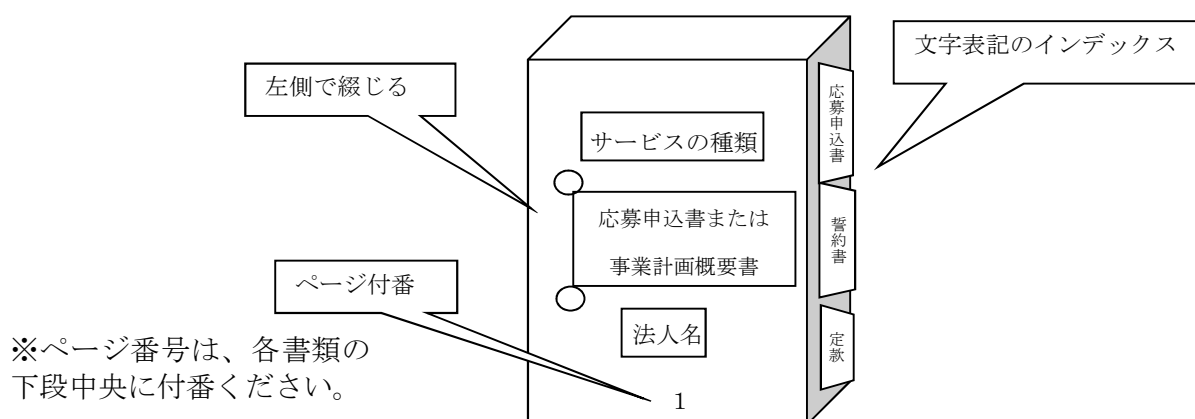 文字表記のインデックス
左側で綴じる
応募申込書
サービスの種類
応募申込書または
事業計画概要書
誓約書
ページ付番
法人名
定款
※ページ番号は、各書類の
下段中央に付番ください。
1